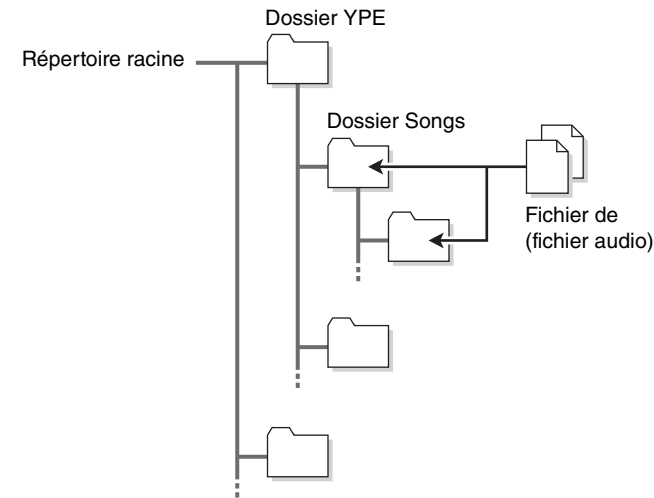 Dossier YPE
Répertoire racine
Dossier Songs
Fichier de
(fichier audio)